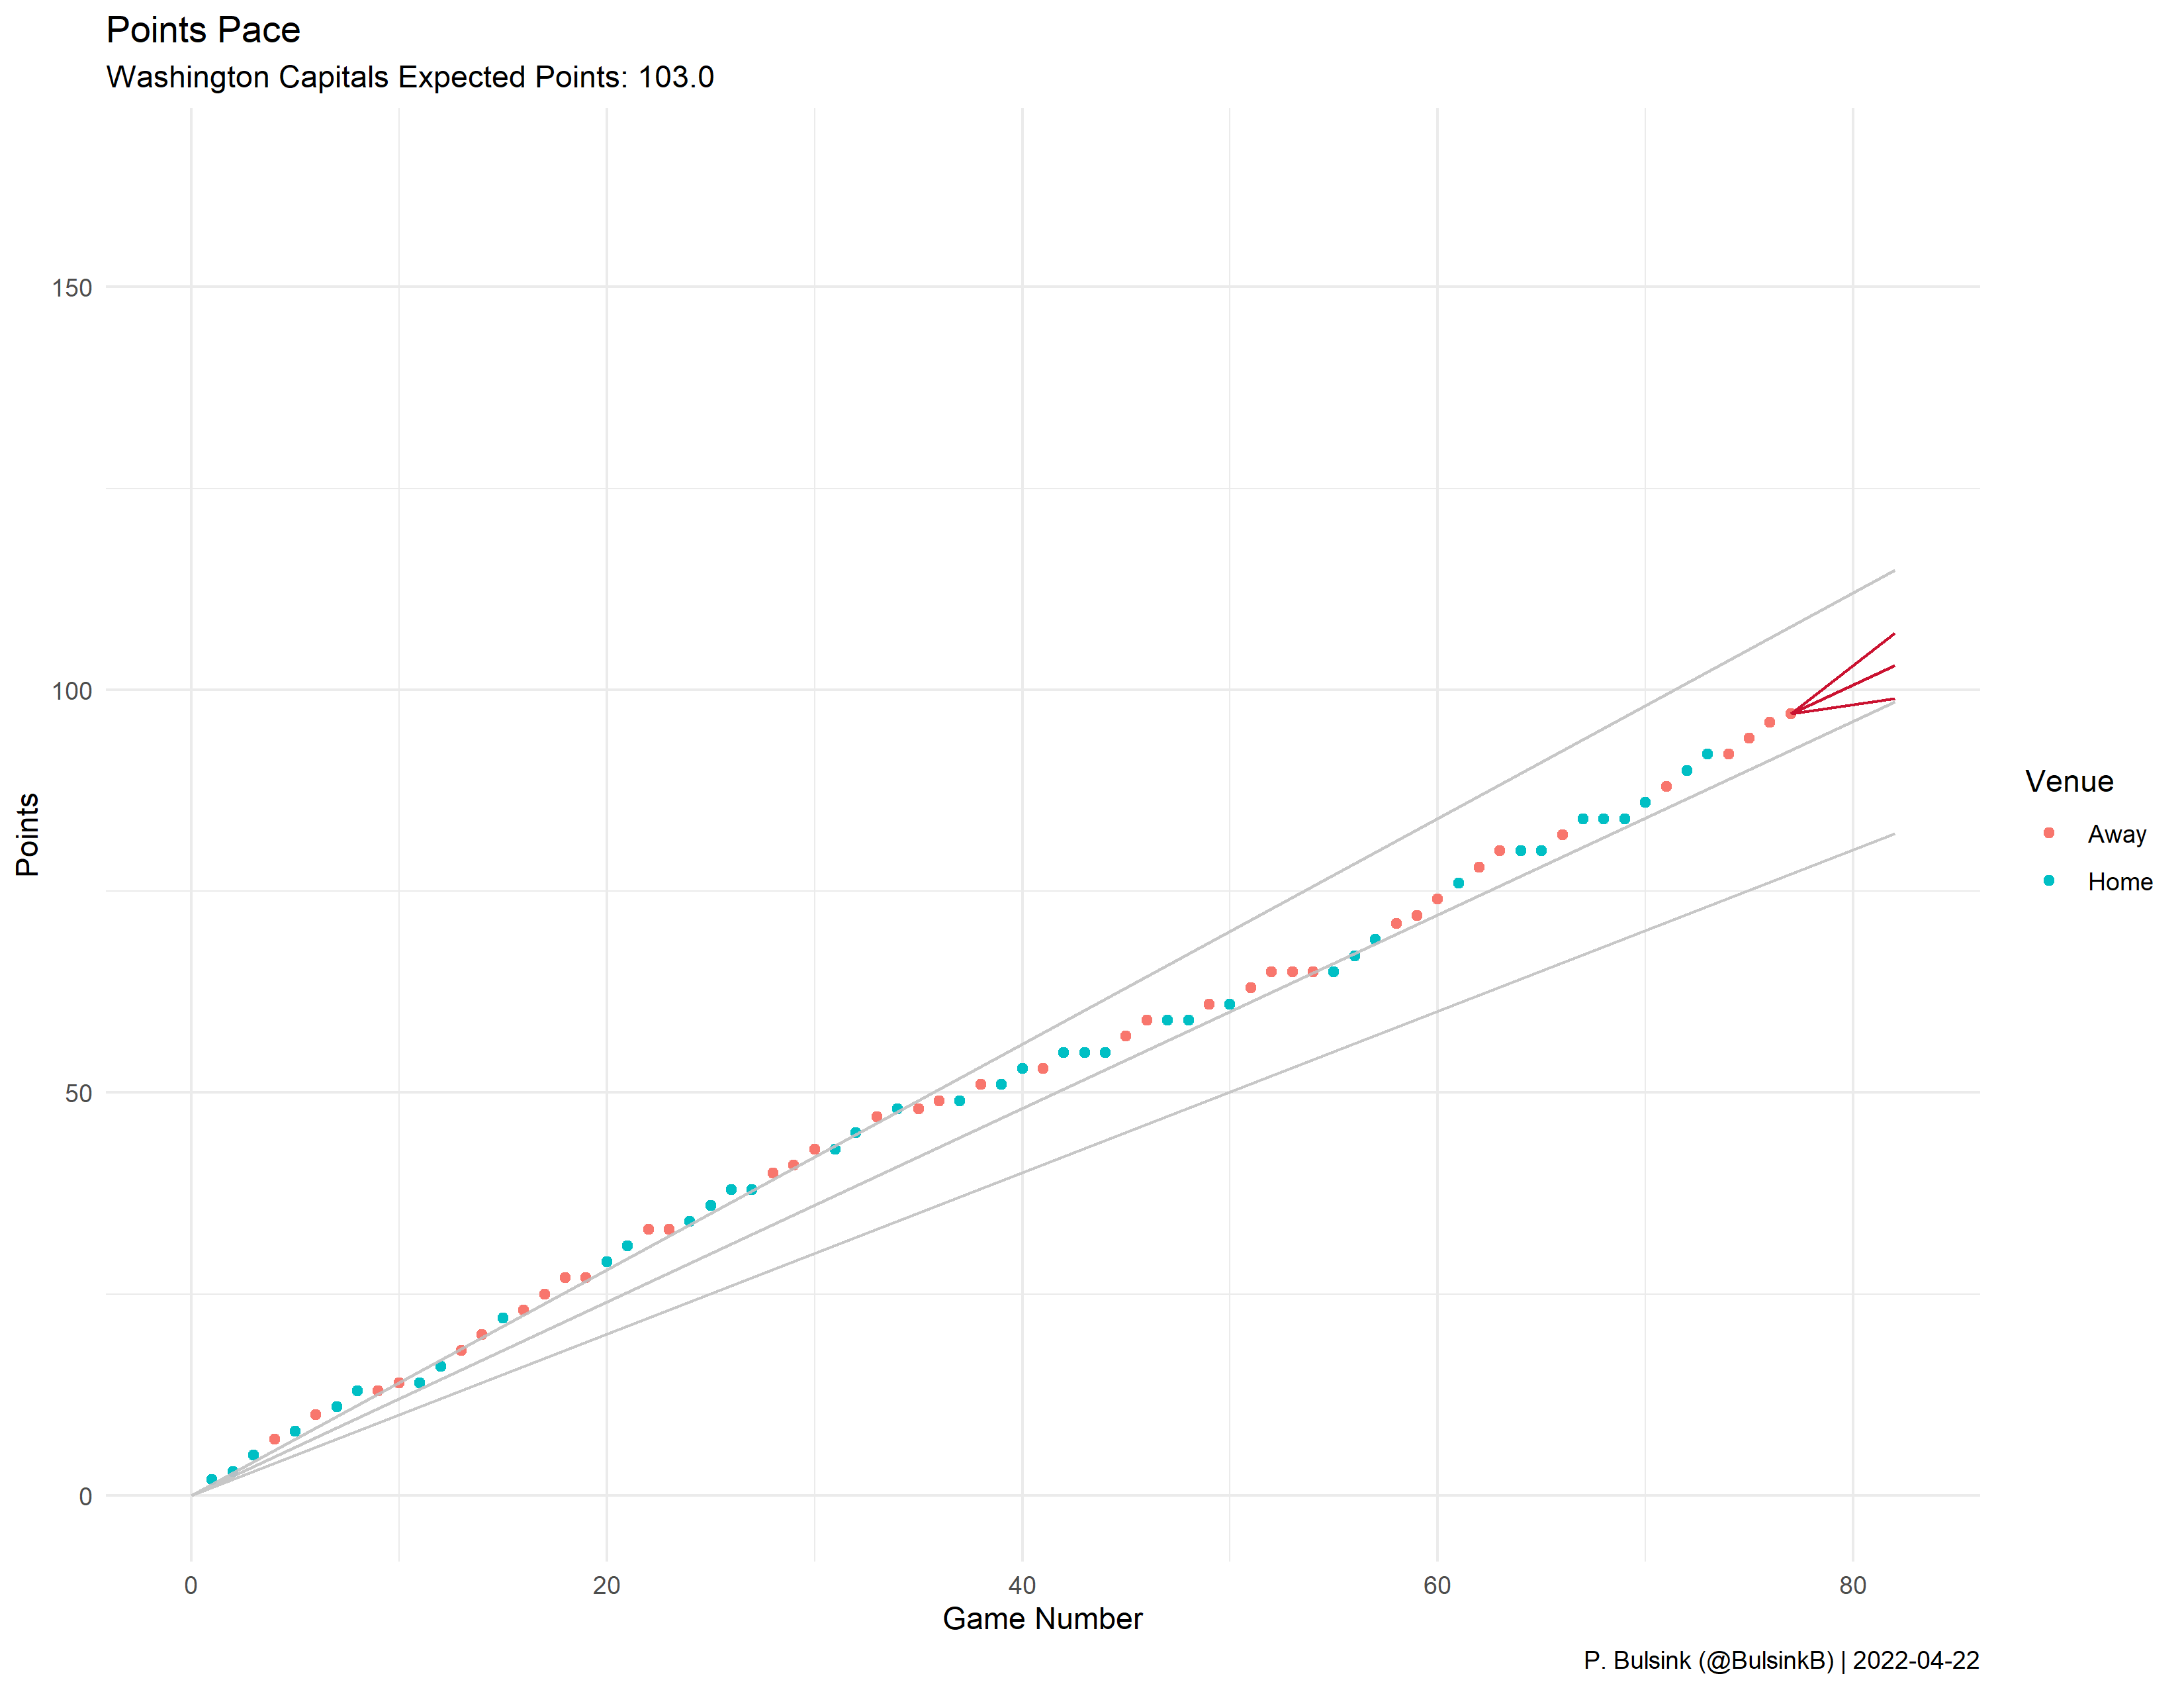 Points Pace
Washington Capitals Expected Points: 103.0
150
100
50
0
Points
0 20 40 60 80
Game Number
Venue
Away
Home
P. Bulsink (@BulsinkB) | 2022-04-22